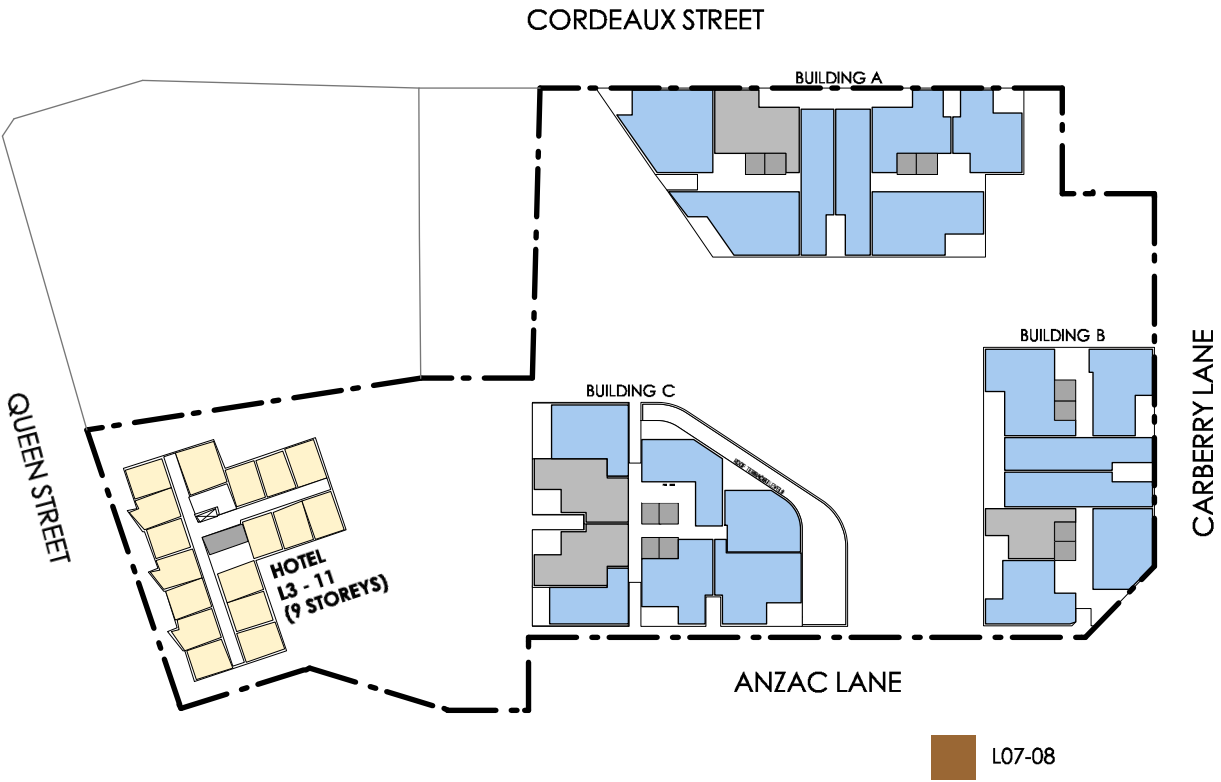 CORDEAUX STREET
BUILDING A
BUILDING B
BUILDING C
CARBERRY LANE
QUEEN STREET
HOTEL
L3 - 11
(9 STOREYS)
ANZAC LANE
L07-08